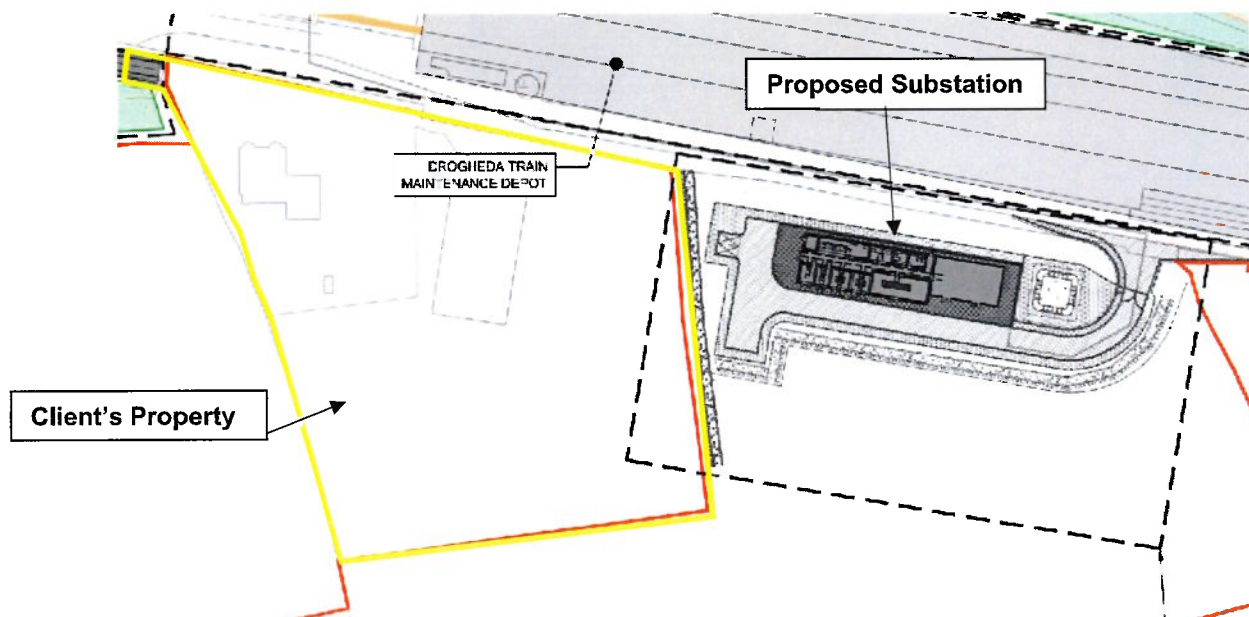 Proposed Substation
DROGHEDA TRAIN
MAINTENANCE DEPOT
Client's Property